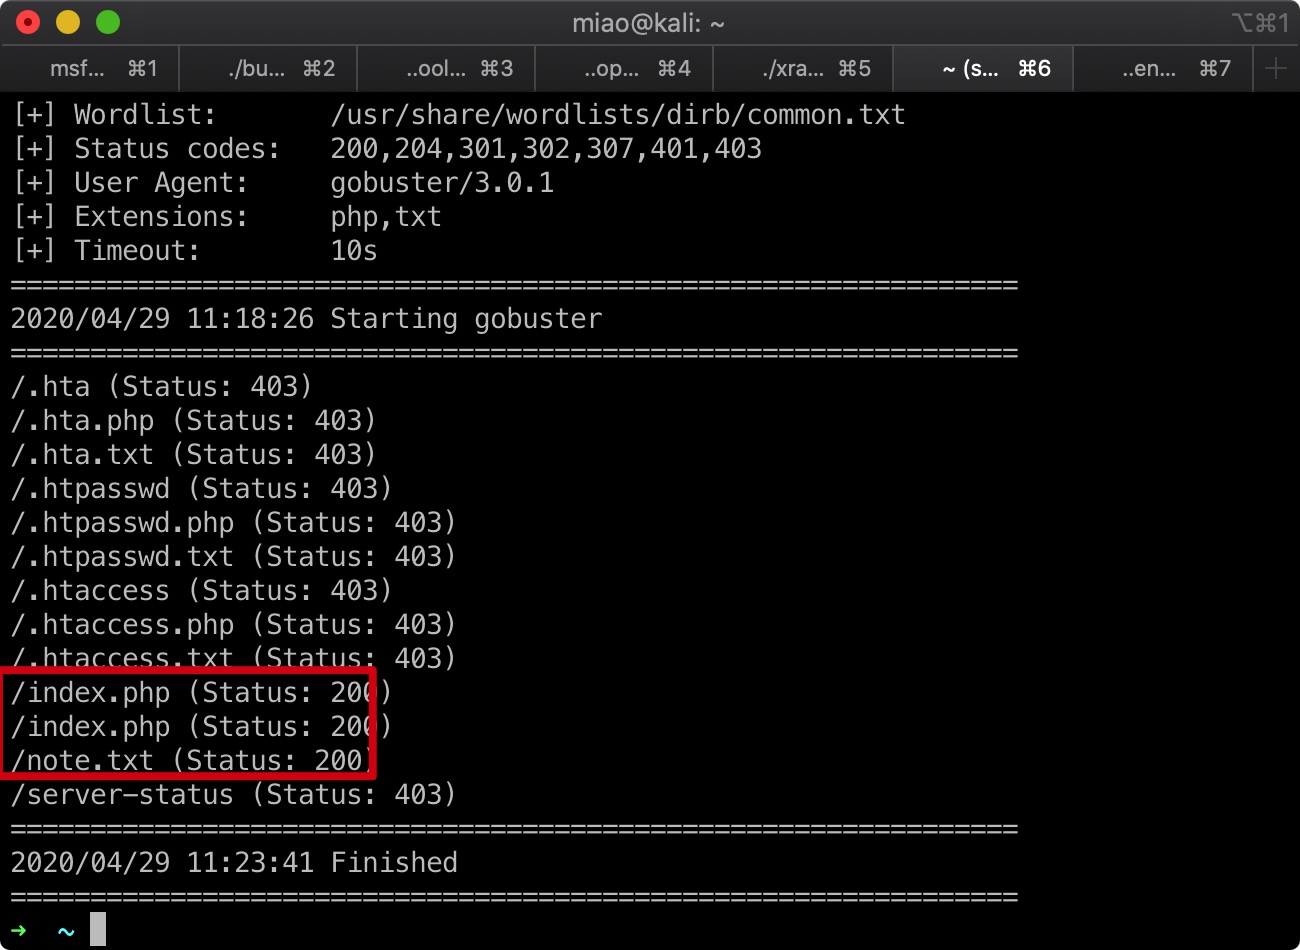 miao@kali: ~ ⌥⌘1
msf... ⌘1 ./bu... ⌘2 ..ool... ⌘3 ..op... ⌘4 ./xra... ⌘5 ~ (s... ⌘6 ..en... ⌘7
[+] Wordlist: /usr/share/wordlists/dirb/common.txt
[+] Status codes: 200,204,301,302,307,401,403
[+] User Agent: gobuster/3.0.1
[+] Extensions: php,txt
[+] Timeout: 10s
===============================================================
2020/04/29 11:18:26 Starting gobuster
===============================================================
/.hta (Status: 403)
/.hta.php (Status: 403)
/.hta.txt (Status: 403)
/.htpasswd (Status: 403)
/.htpasswd.php (Status: 403)
/.htpasswd.txt (Status: 403)
/.htaccess (Status: 403)
/.htaccess.php (Status: 403)
/.htaccess.txt (Status: 403)
/index.php (Status: 200)
/index.php (Status: 200)
/note.txt (Status: 200)
/server-status (Status: 403)
===============================================================
2020/04/29 11:23:41 Finished
===============================================================
→ ~